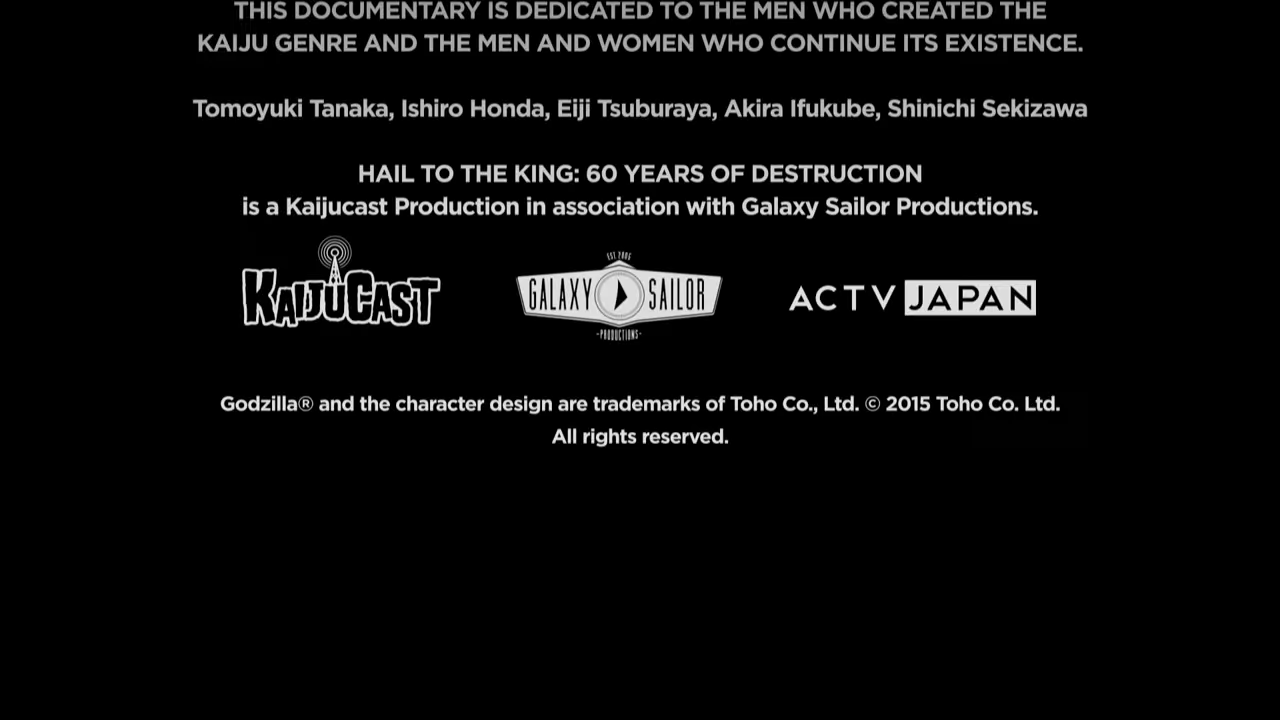 THIS DOCUMENTARY IS DEDICATED TO THE MEN WHO CREATED THE
KAIJU GENRE AND THE MEN AND WOMEN WHO CONTINUE ITS EXISTENCE.
Tomoyuki Tanaka, Ishiro Honda, Eiji Tsuburaya, Akira Ifukube, Shinichi Sekizawa
HAIL TO THE KING: 60 YEARS OF DESTRUCTION
is a Kaijucast Production in association with Galaxy Sailor Productions.
KAIJUCAST
EST 2006
GALAXY SAILOR
-PRODUCTIONS-
ACTV JAPAN
Godzilla® and the character design are trademarks of Toho Co., Ltd. © 2015 Toho Co. Ltd.
All rights reserved.